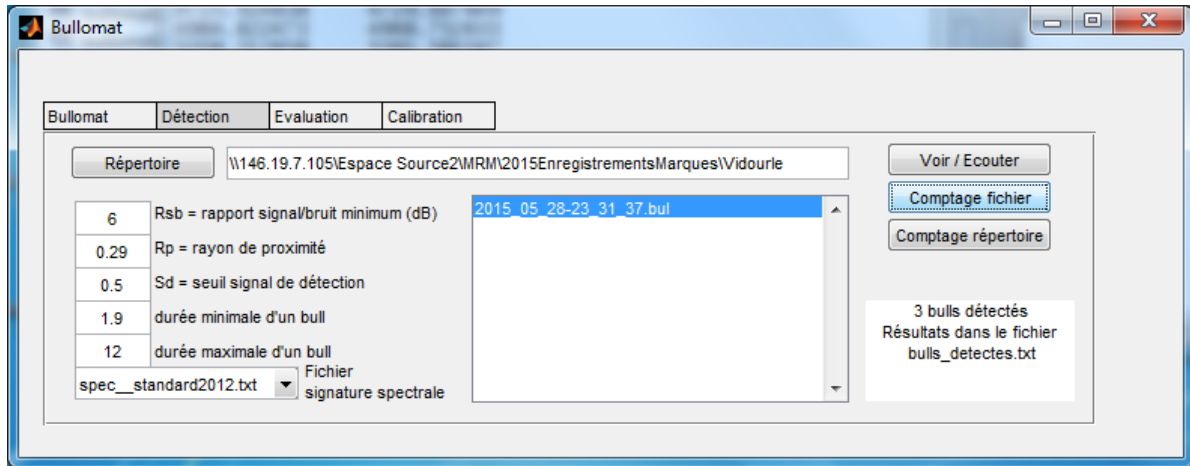 Bullomat
Bullomat Détection Evaluation Calibration
Répertoire \\146.19.7.105\Espace Source2\MRM\2015EnregistrementsMarques\Vidourle
6 Rsb = rapport signal/bruit minimum (dB)
0.29 Rp = rayon de proximité
0.5 Sd = seuil signal de détection
1.9 durée minimale d'un bull
12 durée maximale d'un bull
spec__standard2012.txt
Fichier
signature spectrale
2015_05_28-23_31_37.bul
Voir / Ecouter
Comptage fichier
Comptage répertoire
3 bulls détectés
Résultats dans le fichier
bulls_detectes.txt